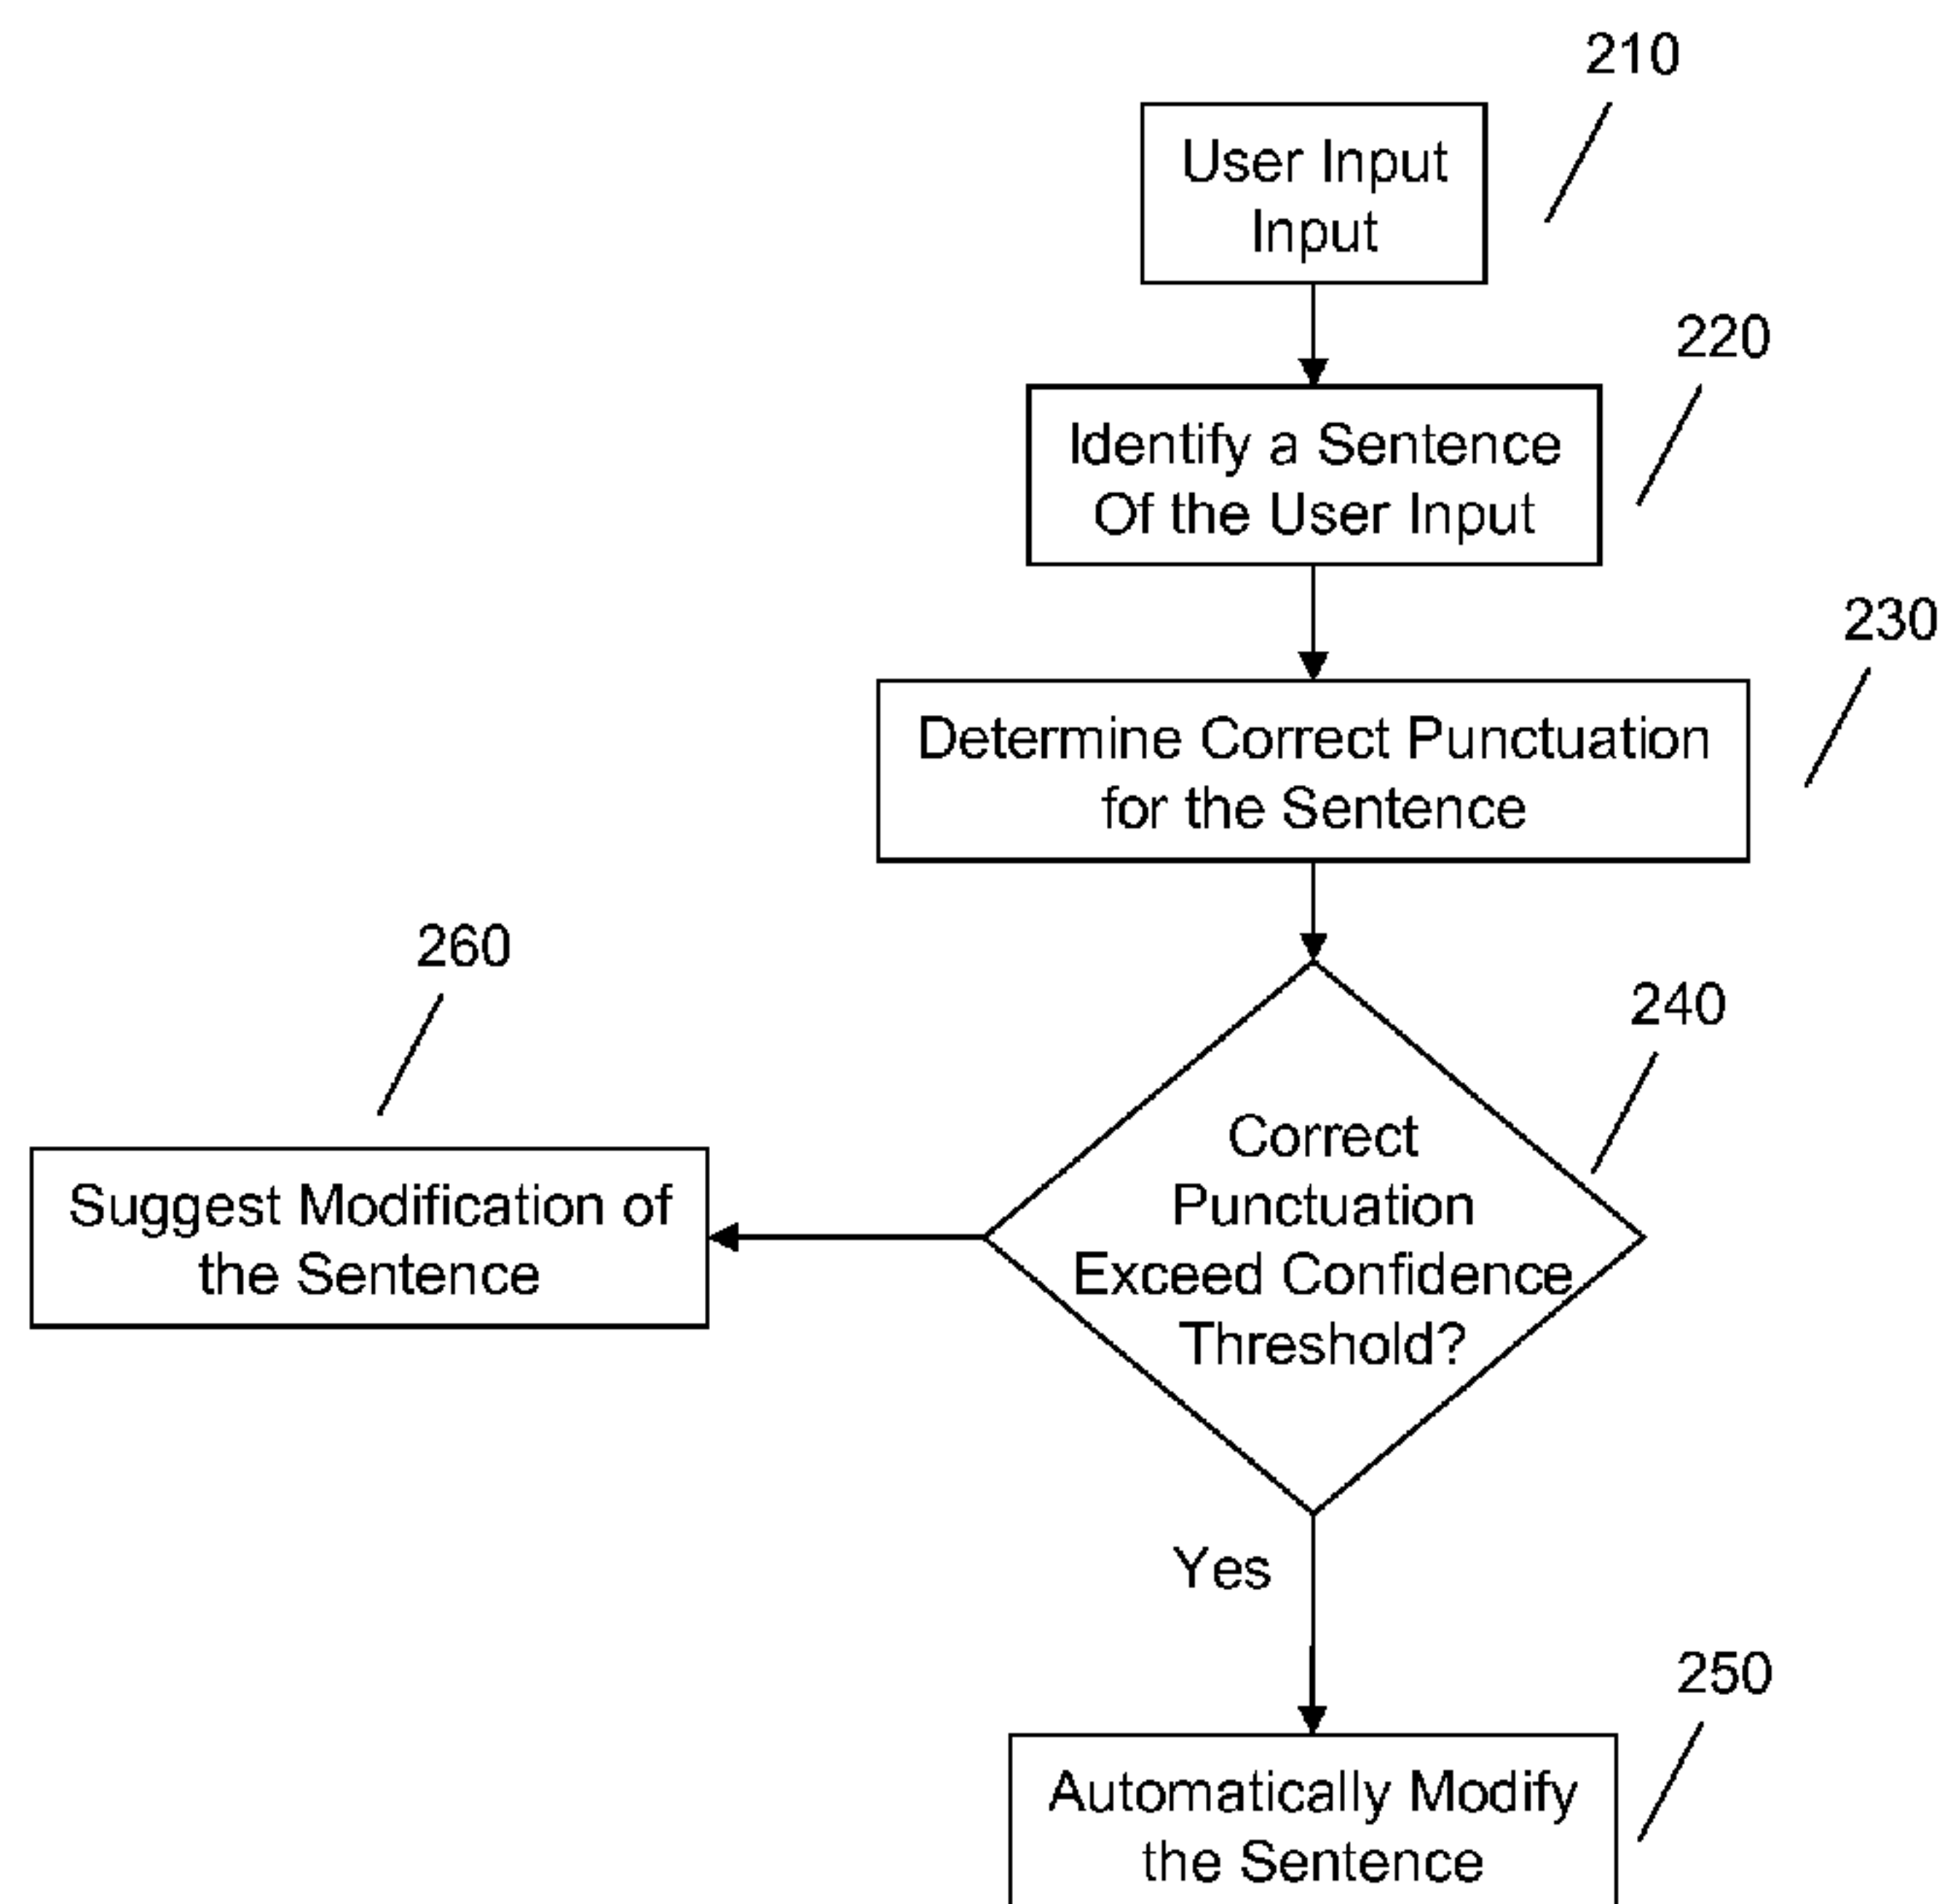 210
User Input
Input
220
Identify a Sentence
Of the User Input
230
Determine Correct Punctuation
for the Sentence
260
240
Correct
Punctuation
Exceed Confidence
Threshold?
Suggest Modification of
the Sentence
Yes
250
Automatically Modify
the Sentence